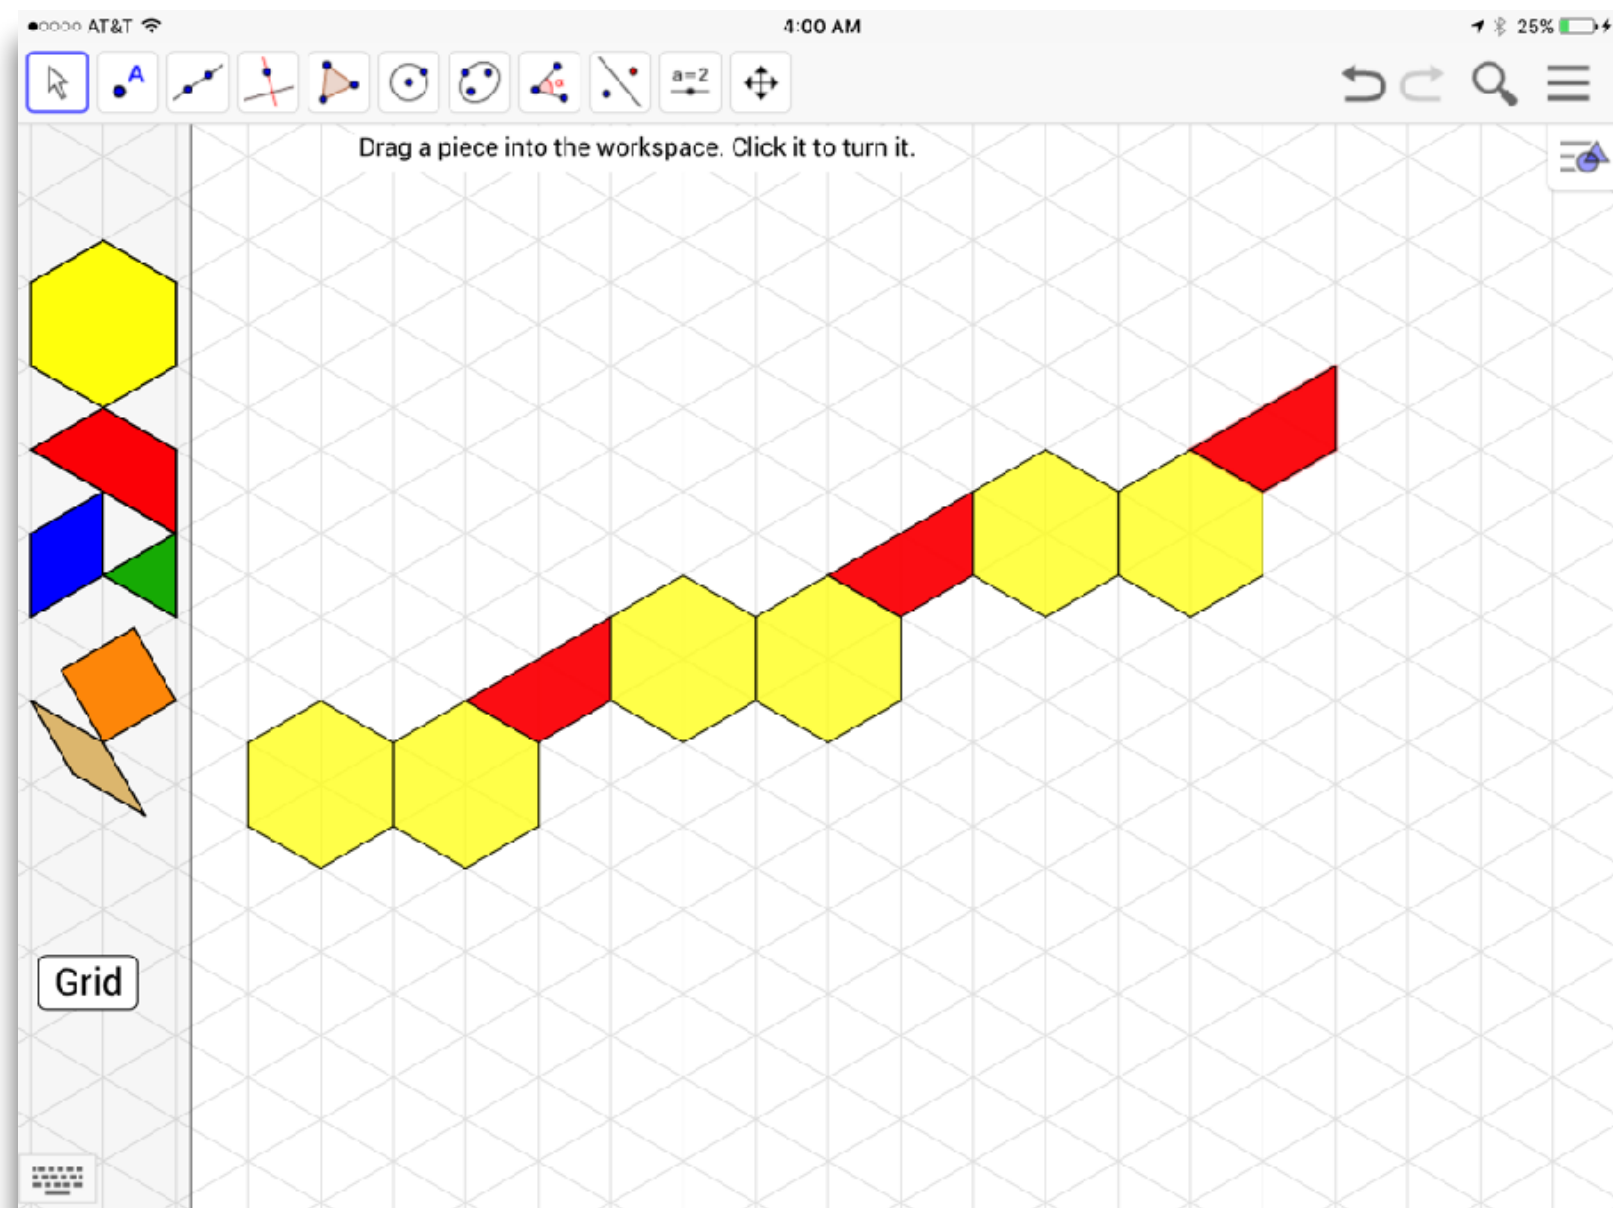 AT&T
4:00 AM
25%
A
α
a=2
Drag a piece into the workspace. Click it to turn it.
Grid